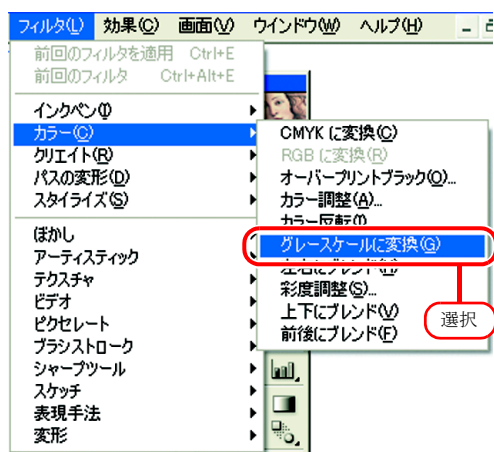 フィルタ(L) 効果(C) 画面(V) ウインドウ(W) ヘルプ(H)
前回のフィルタを適用 Ctrl+E
前回のフィルタ Ctrl+Alt+E
インクペン(I)
カラー(C)
クリエイト(R)
パスの変形(D)
スタイライズ(S)
ぼかし
アーティスティック
テクスチャ
ビデオ
ピクセレート
ブラシストローク
シャープツール
スケッチ
表現手法
変形
CMYK に変換(C)
RGB に変換(R)
オーバープリントブラック(O)...
カラー調整(A)...
カラー反転(I)
グレースケールに変換(G)
左右にブレンド(H)
彩度調整(S)...
上下にブレンド(V)
前後にブレンド(F)
選択